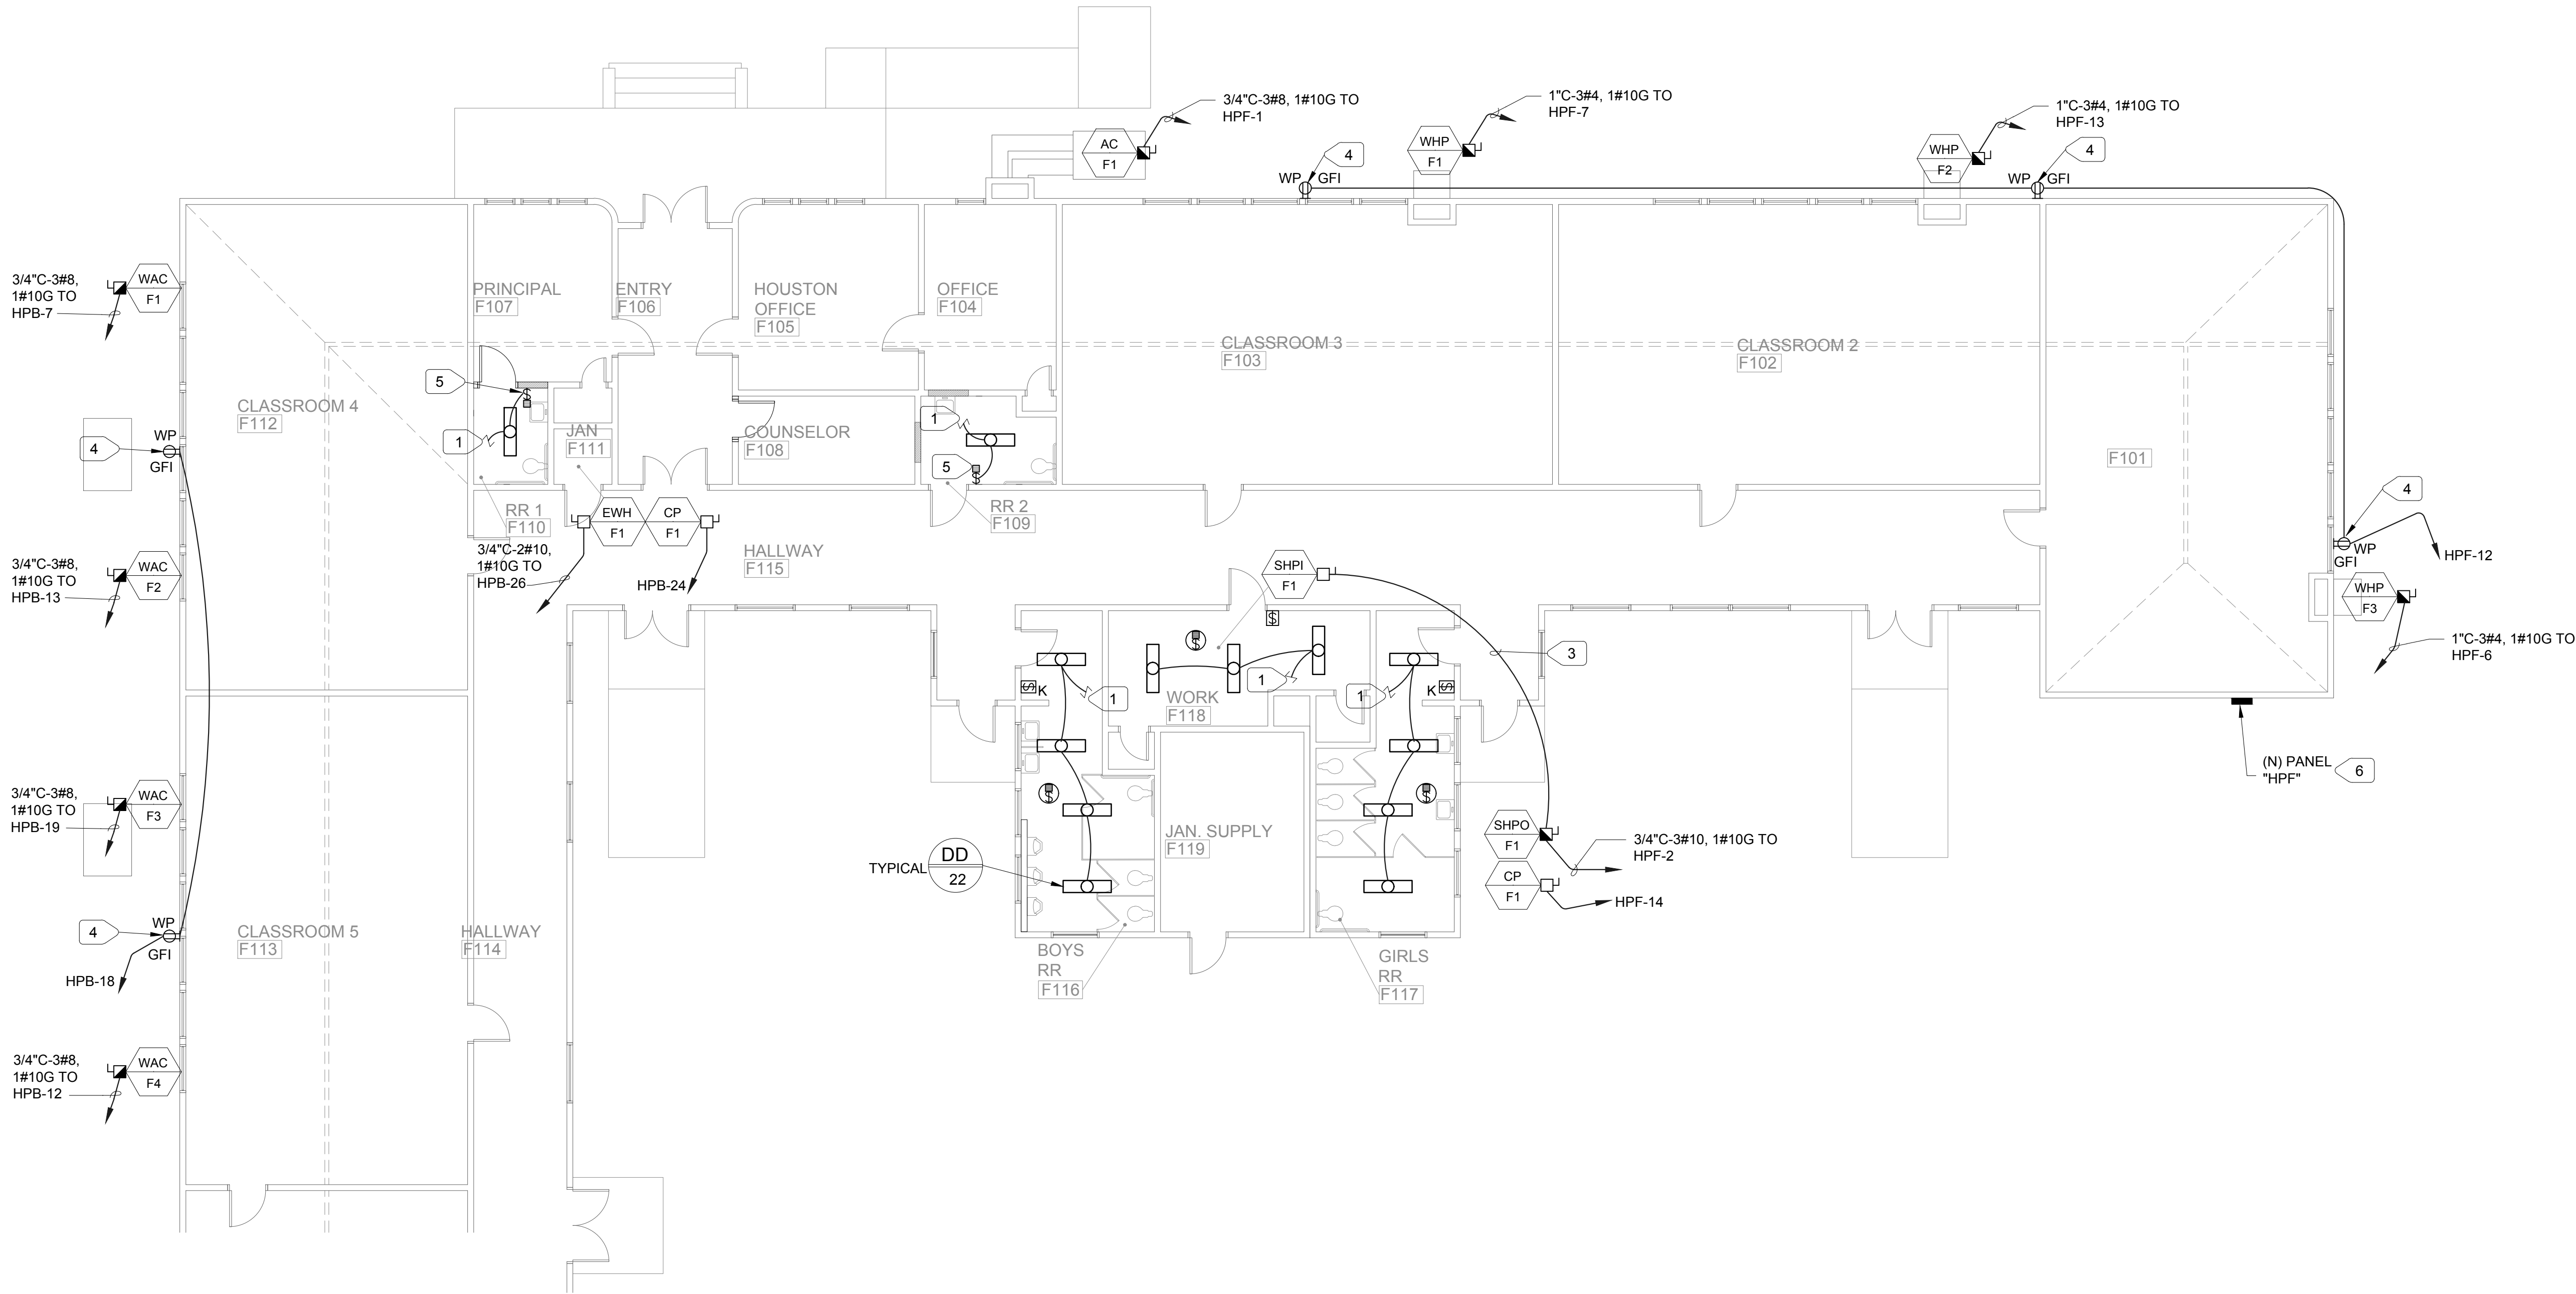 3/4"C-3#8, 1#10G TO
HPF-1
1"C-3#4, 1#10G TO
HPF-7
1"C-3#4, 1#10G TO
HPF-13
AC
F1
WHP
F1
WHP
F2
4
WP
GFI
4
WP
GFI
3/4"C-3#8,
1#10G TO
HPB-7
WAC
F1
PRINCIPAL
F107
ENTRY
F106
HOUSTON
OFFICE
F105
OFFICE
F104
CLASSROOM 3
F103
CLASSROOM 2
F102
5
$
CLASSROOM 4
F112
1
JAN
F111
COUNSELOR
F108
1
5
$
F101
4
WP
GFI
RR 1
F110
EWH
F1
CP
F1
RR 2
F109
4
WP
GFI
HPF-12
3/4"C-2#10,
1#10G TO
HPB-26
HPB-24
HALLWAY
F115
SHPI
F1
3/4"C-3#8,
1#10G TO
HPB-13
WAC
F2
WHP
F3
1"C-3#4, 1#10G TO
HPF-6
$
$
3
$
K
1
1
WORK
F118
1
K
$
(N) PANEL
"HPF"
6
3/4"C-3#8,
1#10G TO
HPB-19
WAC
F3
$
$
JAN. SUPPLY
F119
SHPO
F1
3/4"C-3#10, 1#10G TO
HPF-2
TYPICAL
DD
22
CP
F1
HPF-14
4
WP
GFI
HPB-18
CLASSROOM 5
F113
HALLWAY
F114
BOYS
RR
F116
GIRLS
RR
F117
3/4"C-3#8,
1#10G TO
HPB-12
WAC
F4